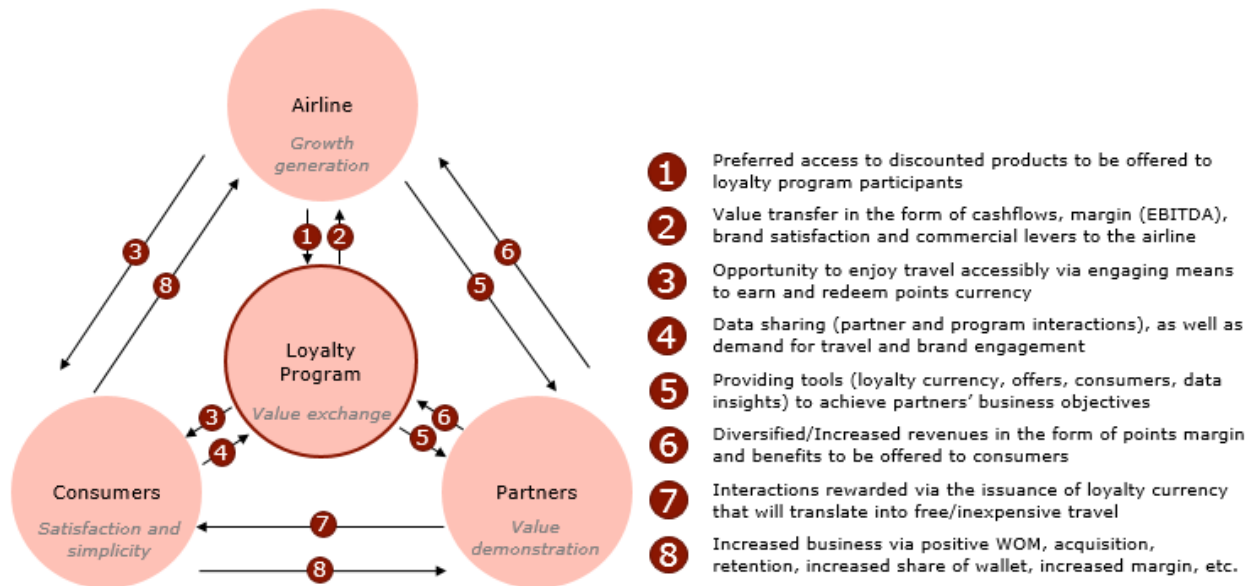 Airline
Growth
generation
1
2
3
8
5
6
Loyalty
Program
Value exchange
3
4
6
5
Consumers
Satisfaction and
simplicity
Partners
Value
demonstration
7
8
1 Preferred access to discounted products to be offered to
loyalty program participants
2 Value transfer in the form of cashflows, margin (EBITDA),
brand satisfaction and commercial levers to the airline
3 Opportunity to enjoy travel accessibly via engaging means
to earn and redeem points currency
4 Data sharing (partner and program interactions), as well as
demand for travel and brand engagement
5 Providing tools (loyalty currency, offers, consumers, data
insights) to achieve partners’ business objectives
6 Diversified/Increased revenues in the form of points margin
and benefits to be offered to consumers
7 Interactions rewarded via the issuance of loyalty currency
that will translate into free/inexpensive travel
8 Increased business via positive WOM, acquisition,
retention, increased share of wallet, increased margin, etc.